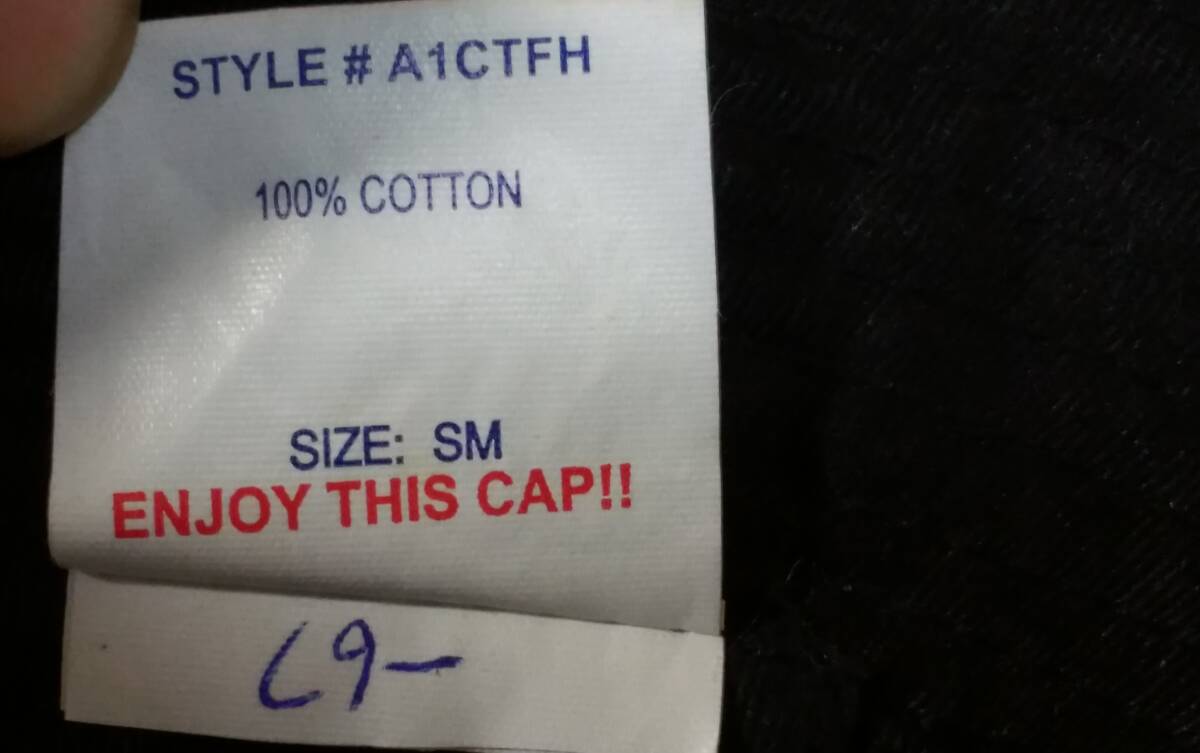 STYLE # A1CTFH
100% COTTON
SIZE: SM
ENJOY THIS CAP!!